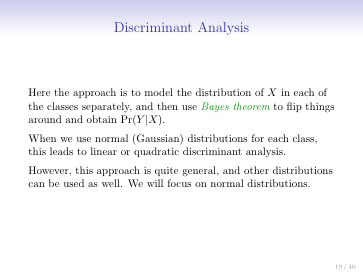 Discriminant Analysis
Here the approach is to model the distribution of X in each of
the classes separately, and then use Bayes theorem to flip things
around and obtain Pr(Y|X).
When we use normal (Gaussian) distributions for each class,
this leads to linear or quadratic discriminant analysis.
However, this approach is quite general, and other distributions
can be used as well. We will focus on normal distributions.
19 / 40